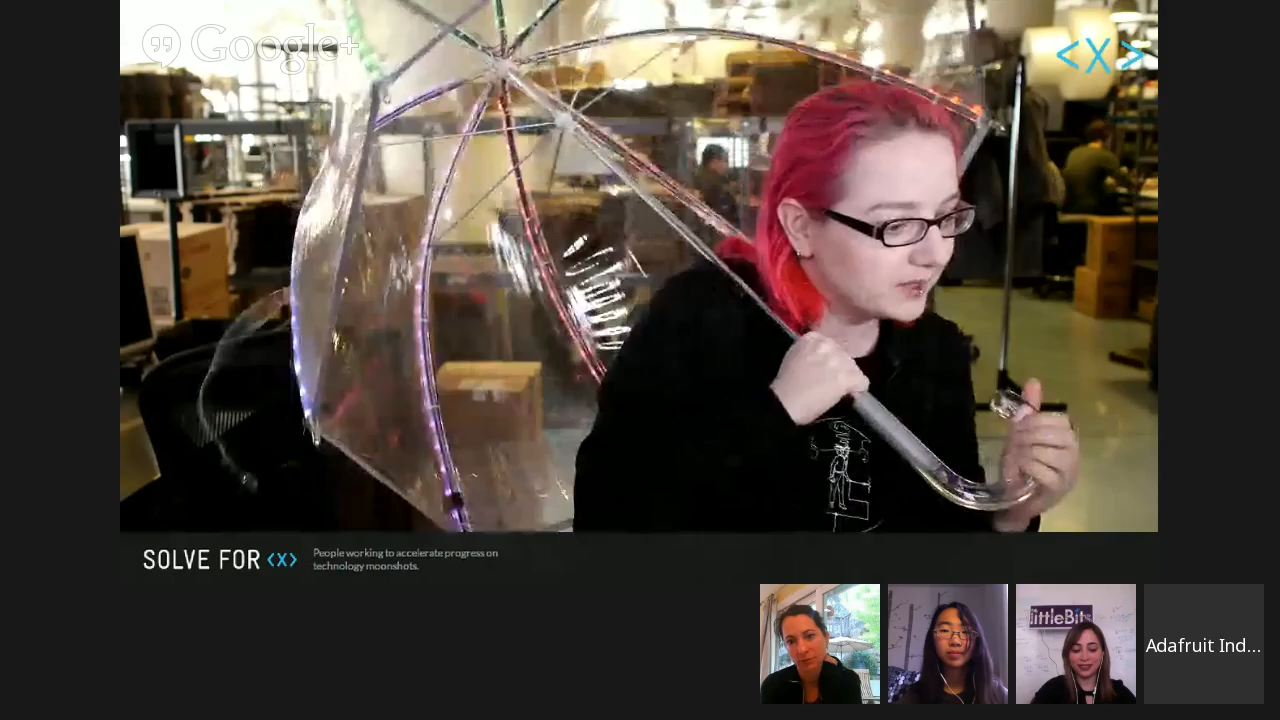 Google+
<X>
SOLVE FOR <X>
People working to accelerate progress on
technology moonshots.
littleBits
Adafruit Ind...